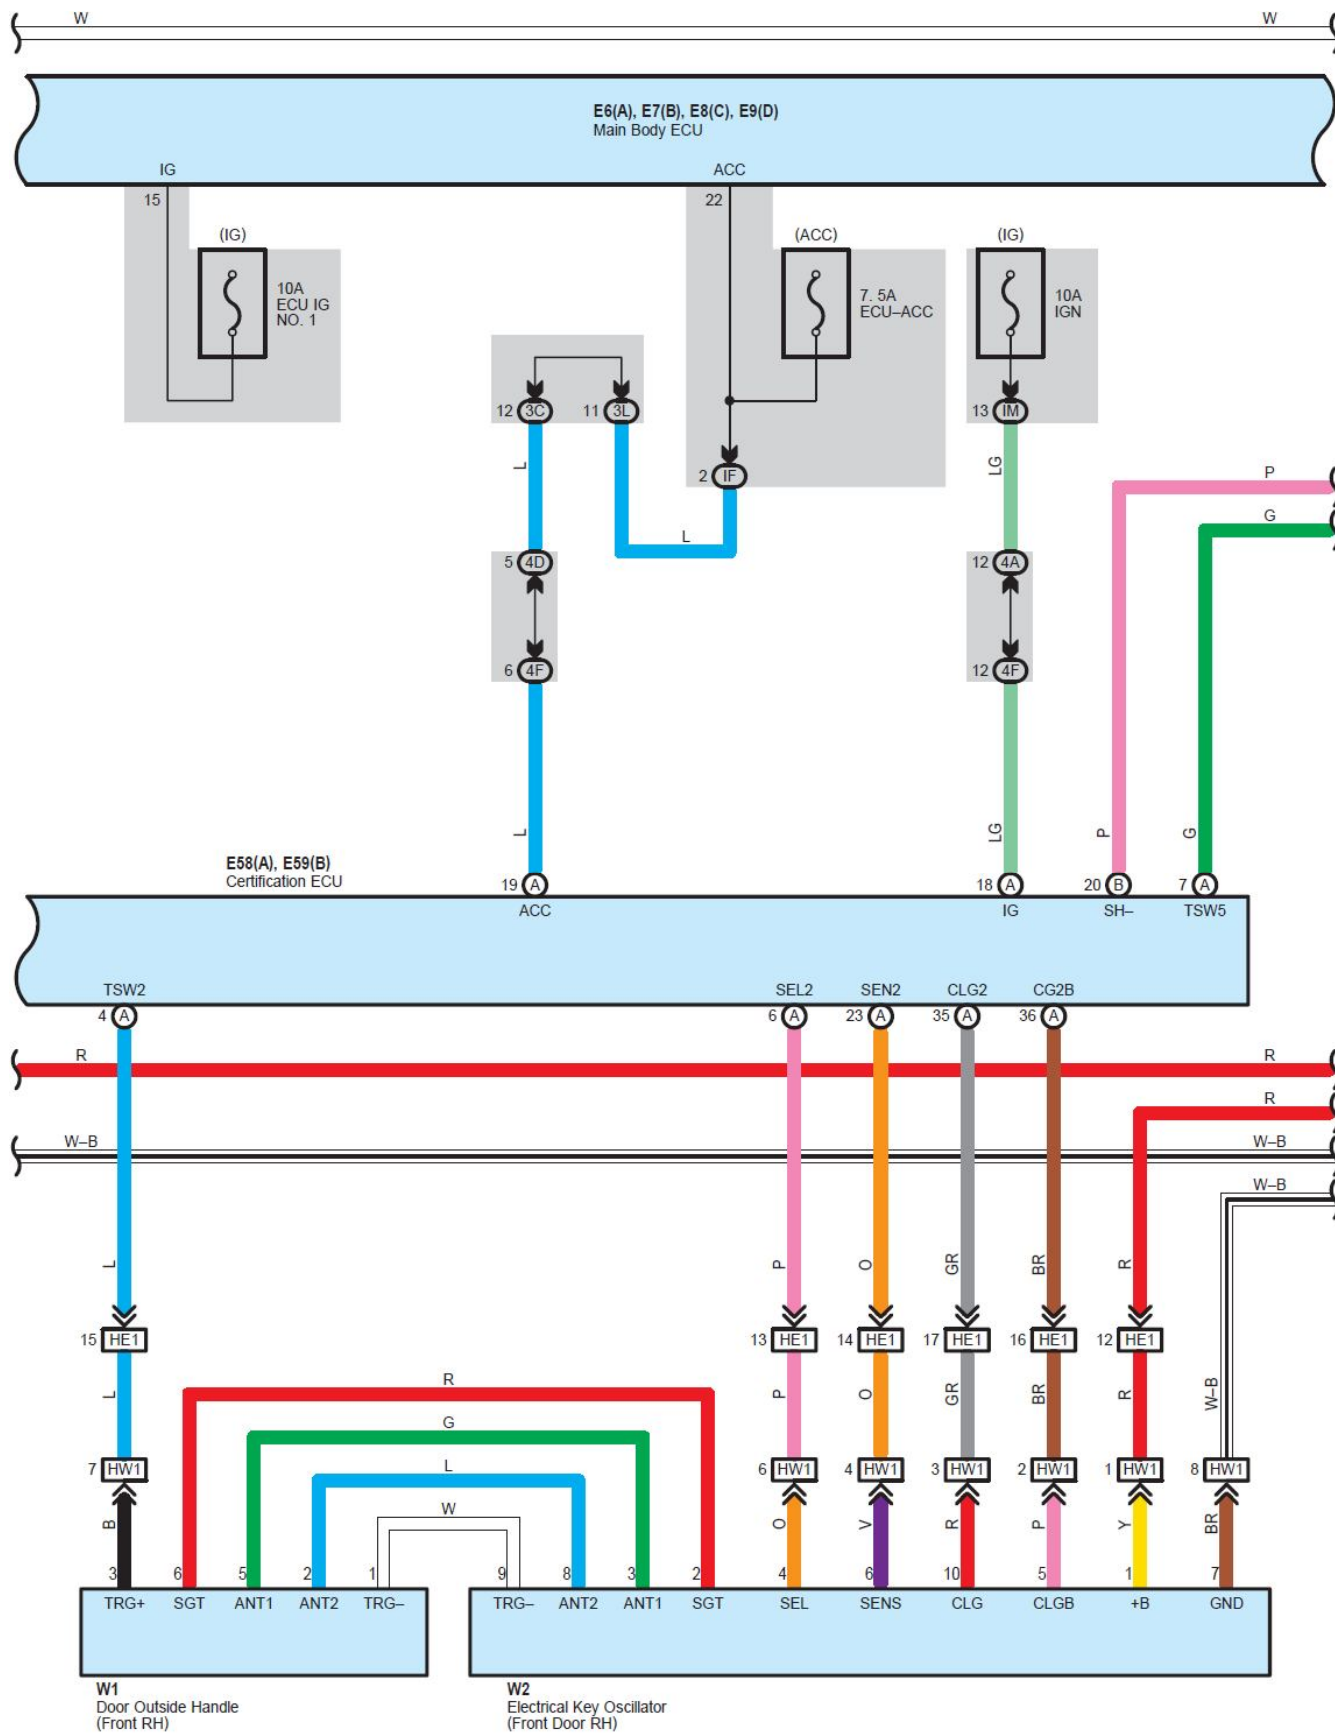 W W
E6(A), E7(B), E8(C), E9(D)
Main Body ECU
IG ACC
15 22
(IG) (ACC) (IG)
10A
ECU IG
NO. 1
7. 5A
ECU–ACC
10A
IGN
12 3C 11 3L 13 IM
2 IF
L LG P
G
L
5 4D 12 4A
6 4F 12 4F
L LG P G
E58(A), E59(B)
Certification ECU
19 A 18 A 20 B 7 A
ACC IG SH– TSW5
TSW2 SEL2 SEN2 CLG2 CG2B
4 A 6 A 23 A 35 A 36 A
R R
R
W–B W–B
W–B
L P O GR BR R
15 HE1 13 HE1 14 HE1 17 HE1 16 HE1 12 HE1
L R P O GR BR R W–B
G
L
7 HW1 6 HW1 4 HW1 3 HW1 2 HW1 1 HW1 8 HW1
W
B O V R P Y BR
3 6 5 2 1 9 8 3 2 4 6 10 5 1 7
TRG+ SGT ANT1 ANT2 TRG– TRG– ANT2 ANT1 SGT SEL SENS CLG CLGB +B GND
W1
Door Outside Handle
(Front RH)
W2
Electrical Key Oscillator
(Front Door RH)